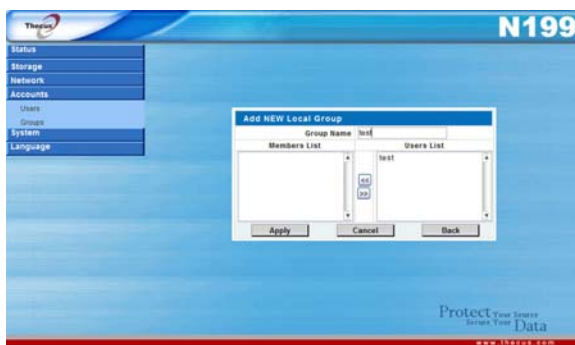 Thecus
N199
Status
Storage
Network
Accounts
Users
Groups
System
Language
Add NEW Local Group
Group Name test
Members List Users List
test
<<
>>
Apply Cancel Back
Protect Your Source
Secure Your Data
www.thecus.com